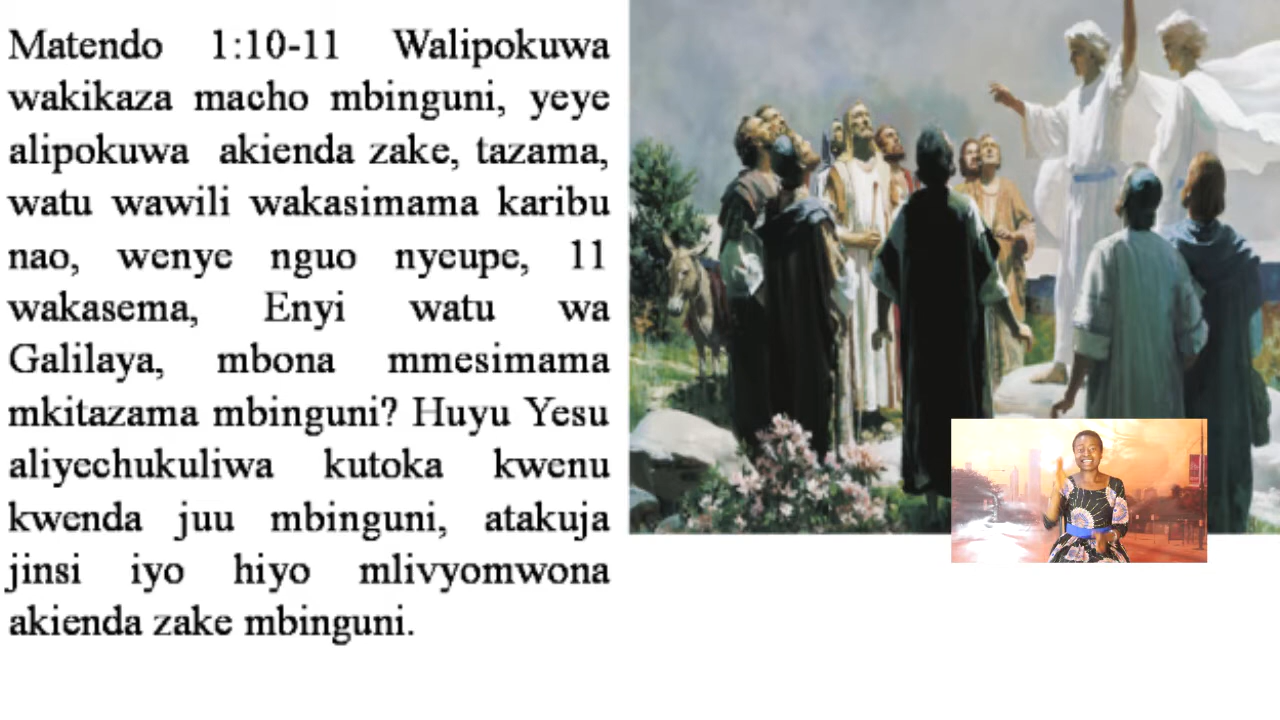 Matendo 1:10-11 Walipokuwa
wakikaza macho mbinguni, yeye
alipokuwa akienda zake, tazama,
watu wawili wakasimama karibu
nao, wenye nguo nyeupe, 11
wakasema, Enyi watu wa
Galilaya, mbona mmesimama
mkitazama mbinguni? Huyu Yesu
aliyechukuliwa kutoka kwenu
kwenda juu mbinguni, atakuja
jinsi iyo hiyo mlivyomwona
akienda zake mbinguni.